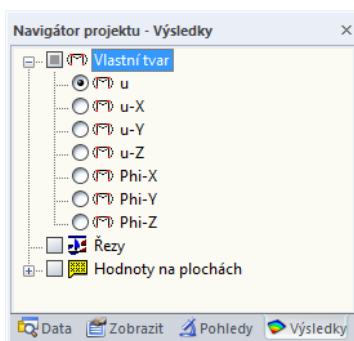 Navigátor projektu - Výsledky
Vlastní tvar
u
u-X
u-Y
u-Z
Phi-X
Phi-Y
Phi-Z
Řezy
Hodnoty na plochách
Data Zobrazit Pohledy Výsledky